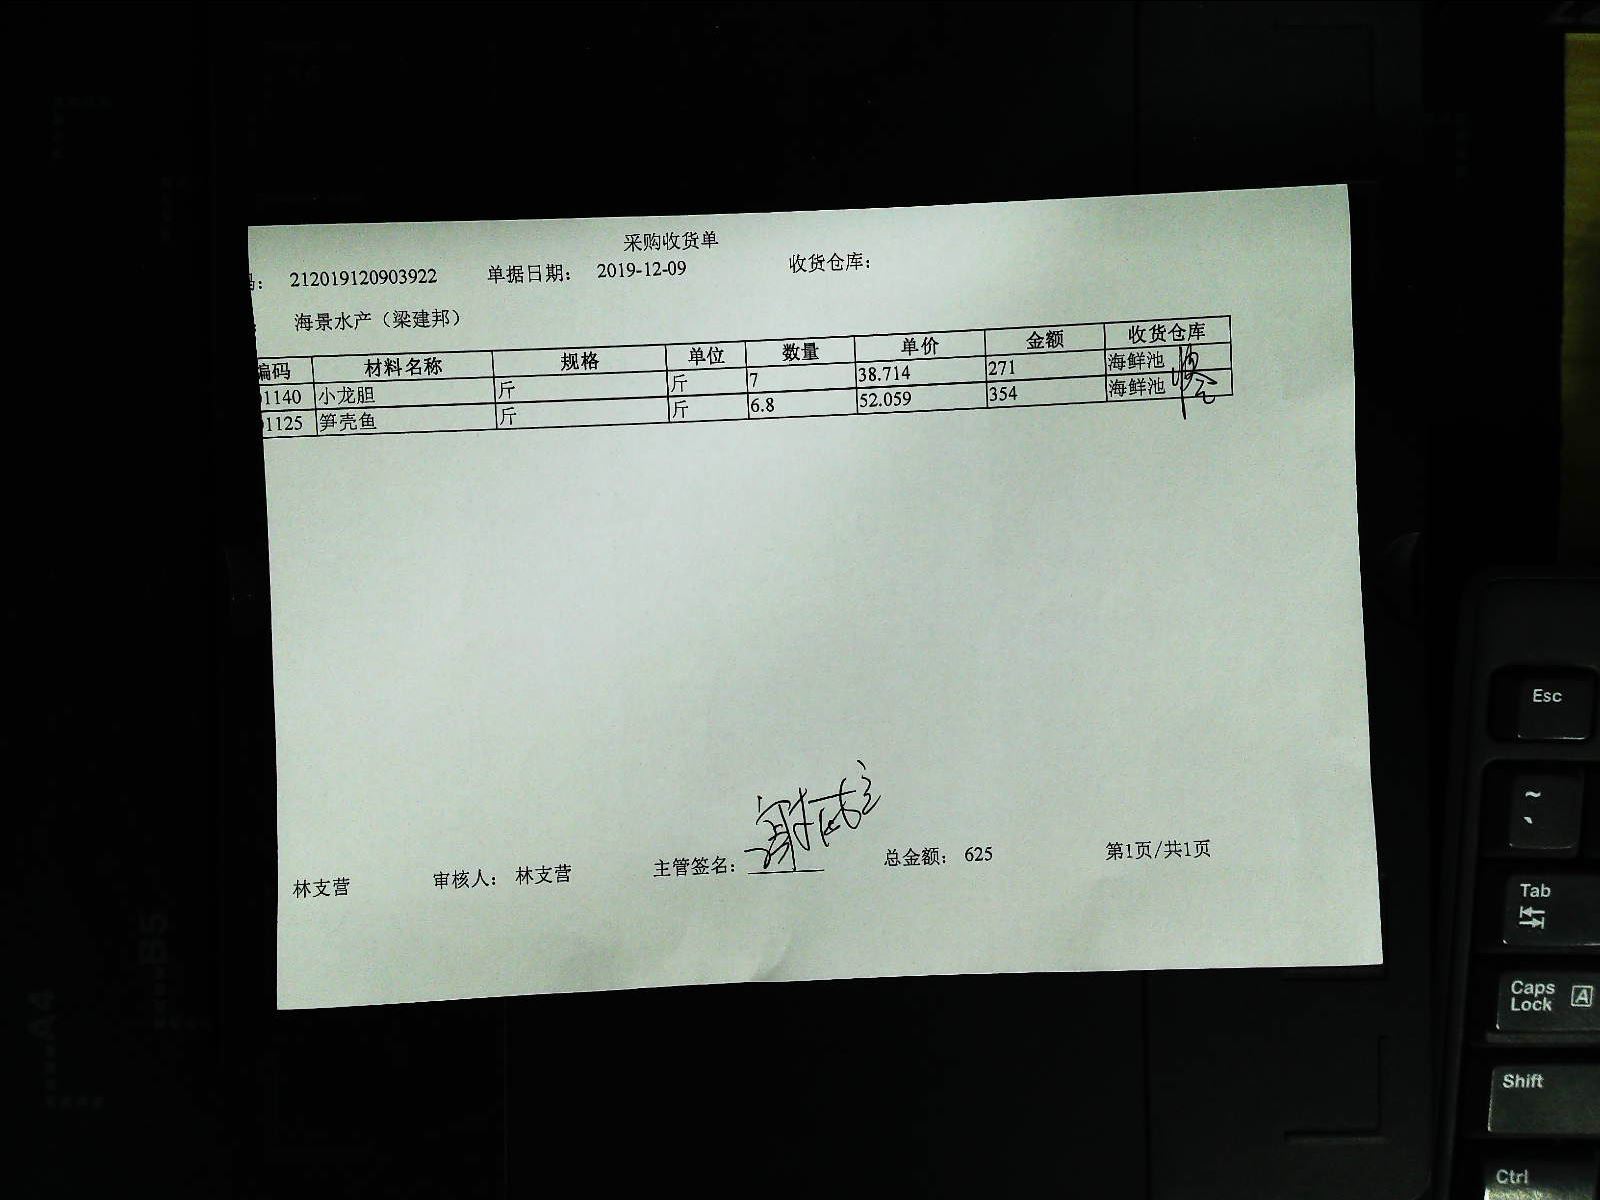 采购收货单
码： 212019120903922 单据日期： 2019-12-09 收货仓库：
： 海景水产（梁建邦）
编码 材料名称 规格 单位 数量 单价 金额 收货仓库
01140 小龙胆 斤 斤 7 38.714 271 海鲜池
01125 笋壳鱼 斤 斤 6.8 52.059 354 海鲜池
林支营 审核人： 林支营 主管签名： 总金额： 625 第1页/共1页
Esc
~
`
Tab
Caps Lock A
Shift
Ctrl
B5
A4